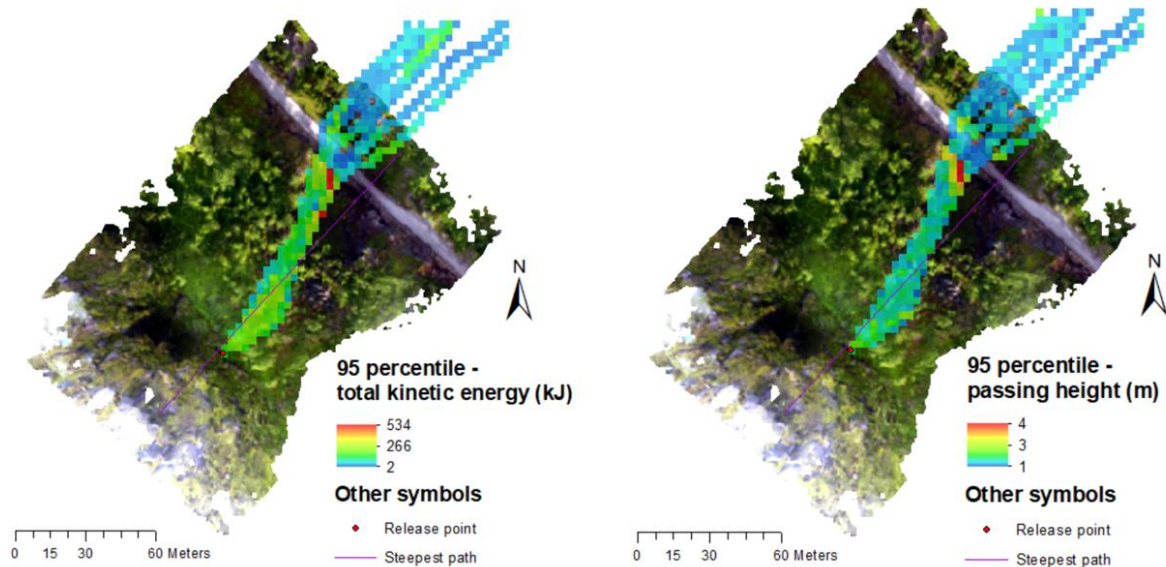 N
95 percentile -
total kinetic energy (kJ)
534
266
2
Other symbols
Release point
Steepest path
0 15 30 60 Meters
N
95 percentile -
passing height (m)
4
3
1
Other symbols
Release point
Steepest path
0 15 30 60 Meters